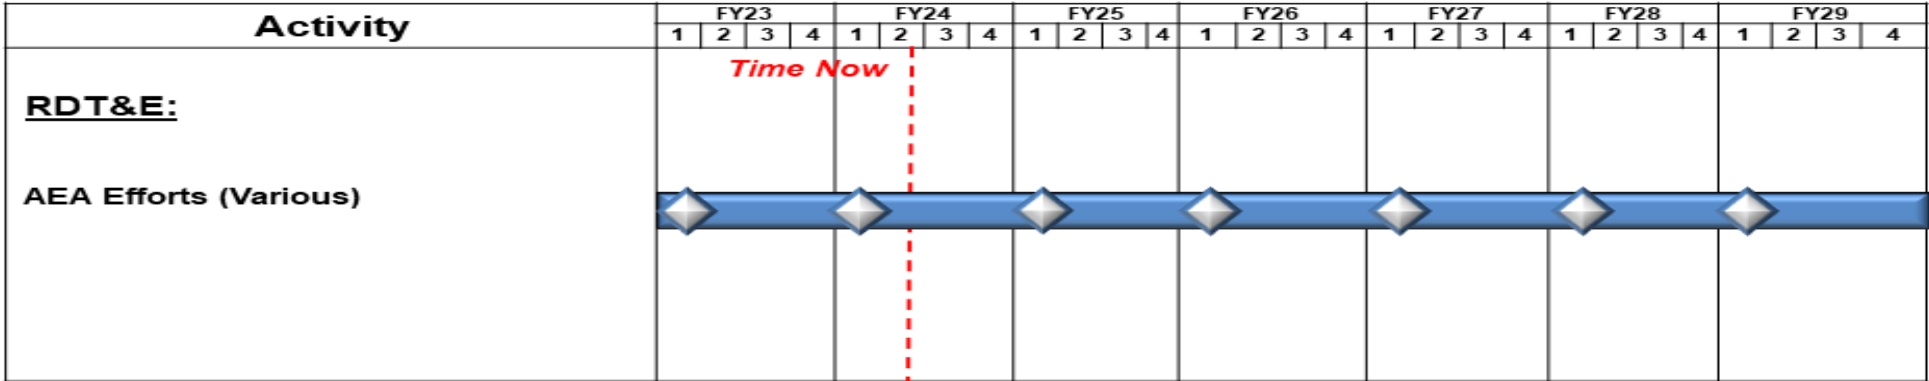 Activity FY23 FY24 FY25 FY26 FY27 FY28 FY29
1 2 3 4 1 2 3 4 1 2 3 4 1 2 3 4 1 2 3 4 1 2 3 4 1 2 3 4
Time Now
RDT&E:
AEA Efforts (Various)